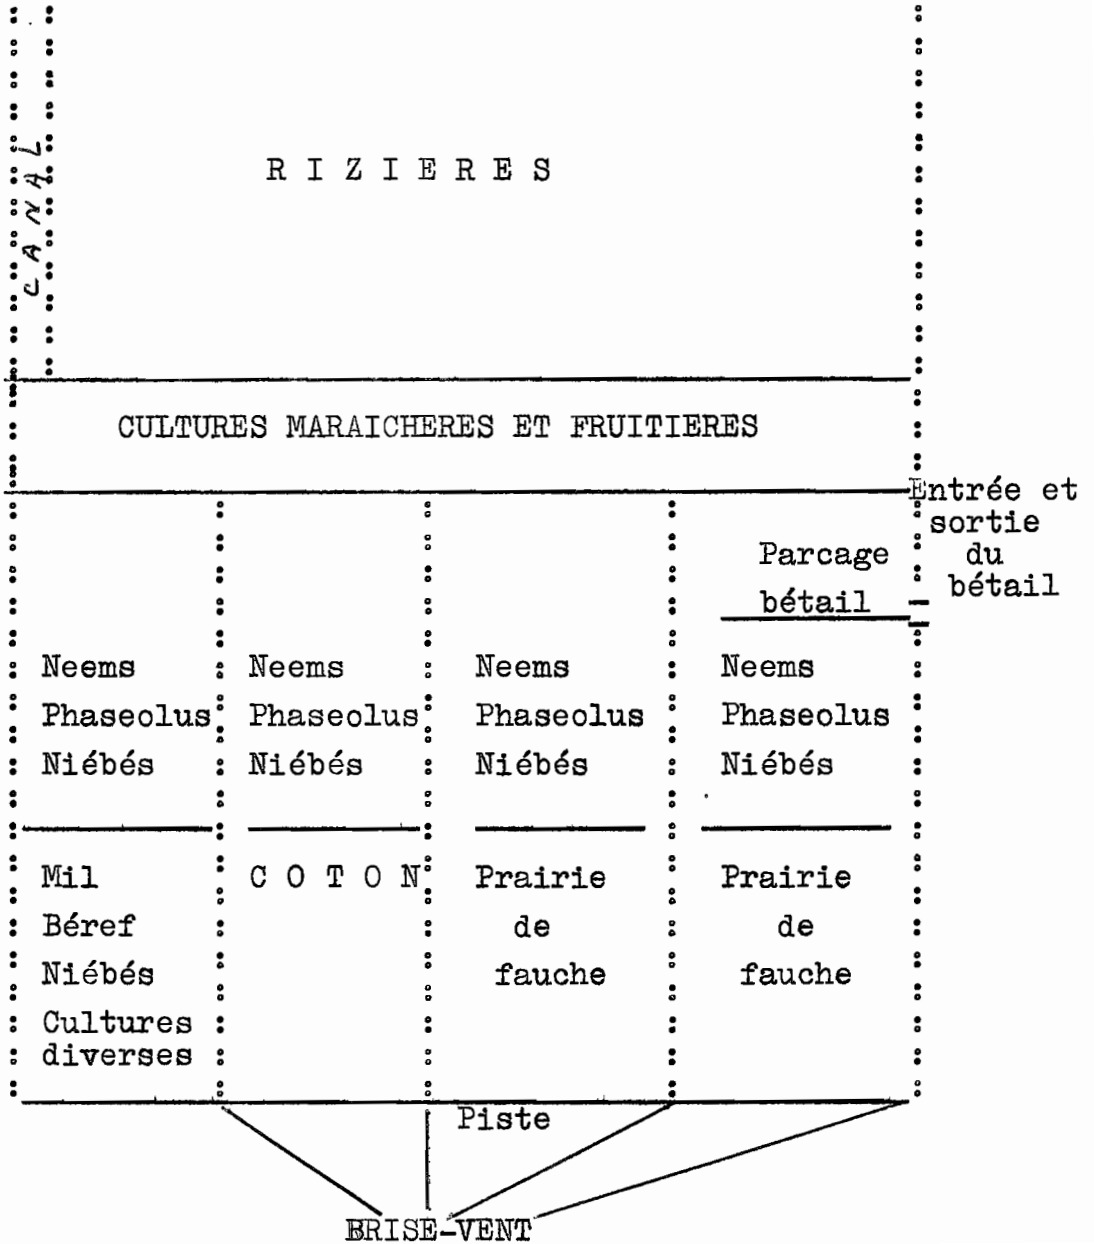 CANAL
R I Z I E R E S
CULTURES MARAICHERES ET FRUITIERES
Entrée et
sortie
du
bétail
Parcage
bétail
Neems
Phaseolus
Niébés
Neems
Phaseolus
Niébés
Neems
Phaseolus
Niébés
Neems
Phaseolus
Niébés
Mil
Béref
Niébés
Cultures
diverses
C O T O N
Prairie
de
fauche
Prairie
de
fauche
Piste
BRISE-VENT